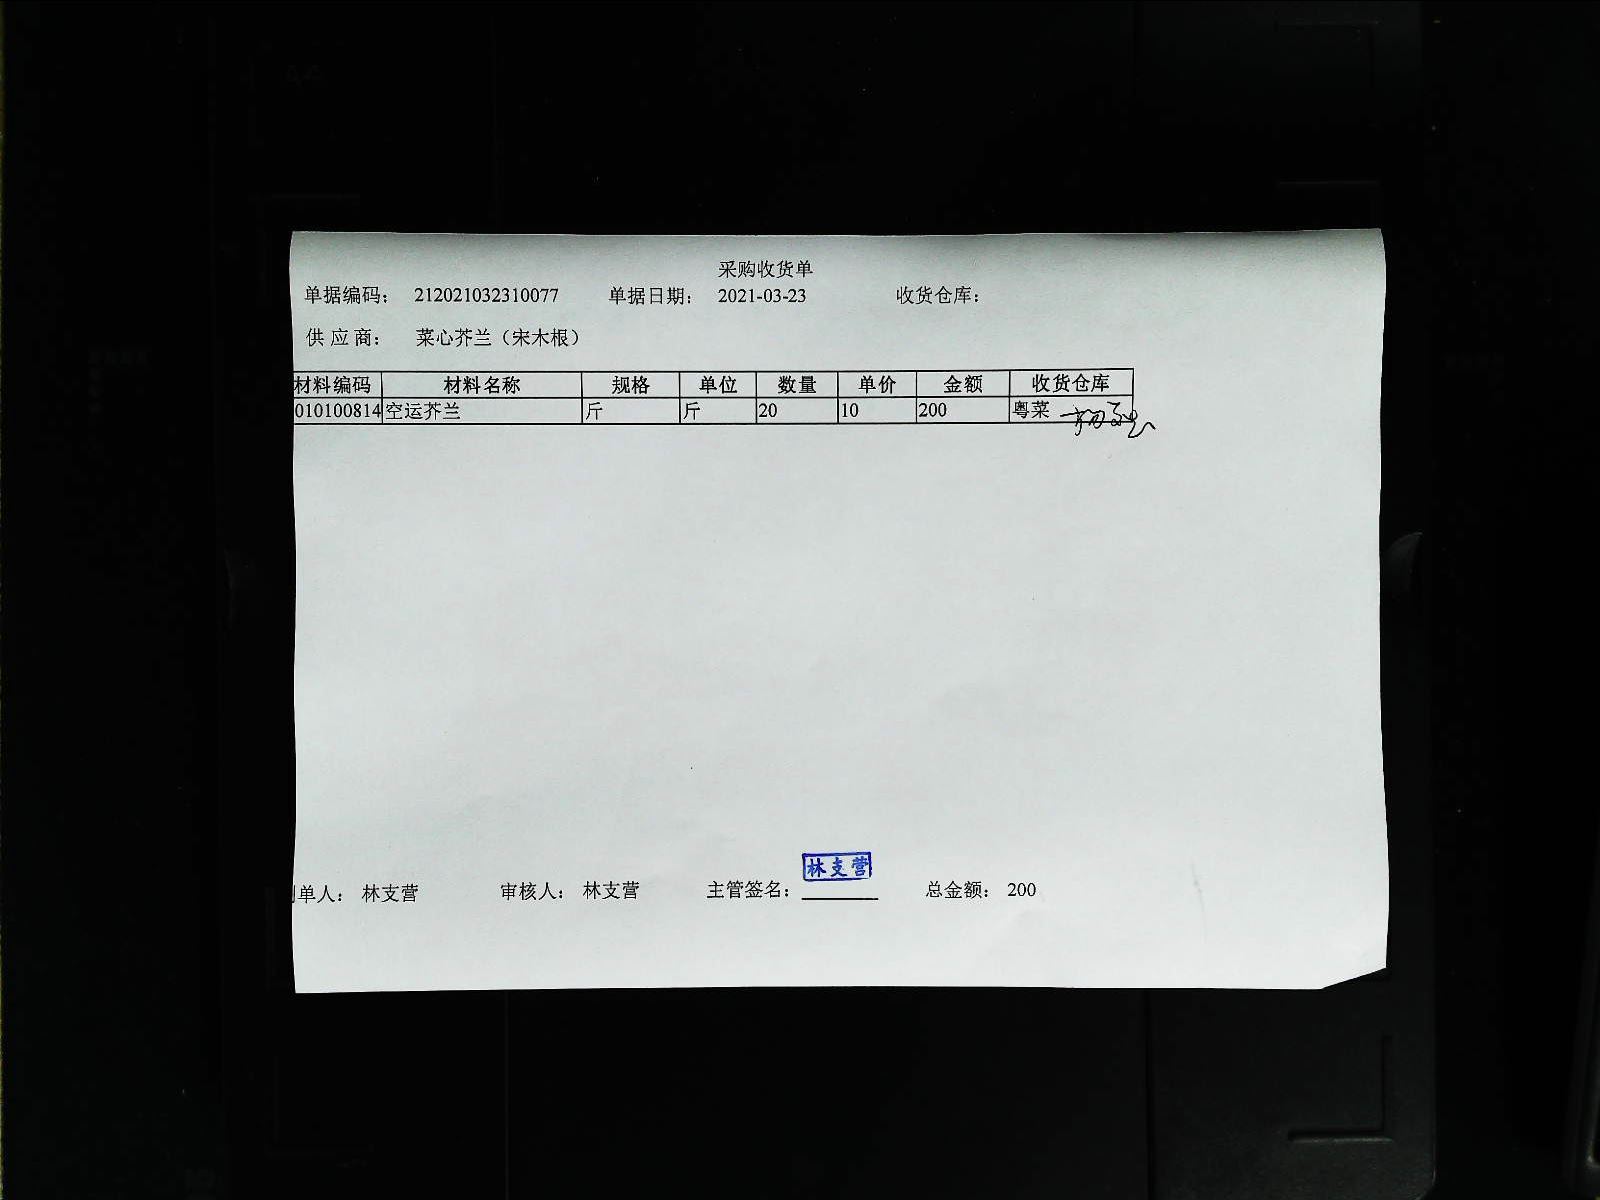 采购收货单
单据编码： 212021032310077 单据日期： 2021-03-23 收货仓库：
供 应 商： 菜心芥兰（宋木根）
材料编码 材料名称 规格 单位 数量 单价 金额 收货仓库
010100814 空运芥兰 斤 斤 20 10 200 粤菜
林支营
单人： 林支营 审核人： 林支营 主管签名： 总金额： 200